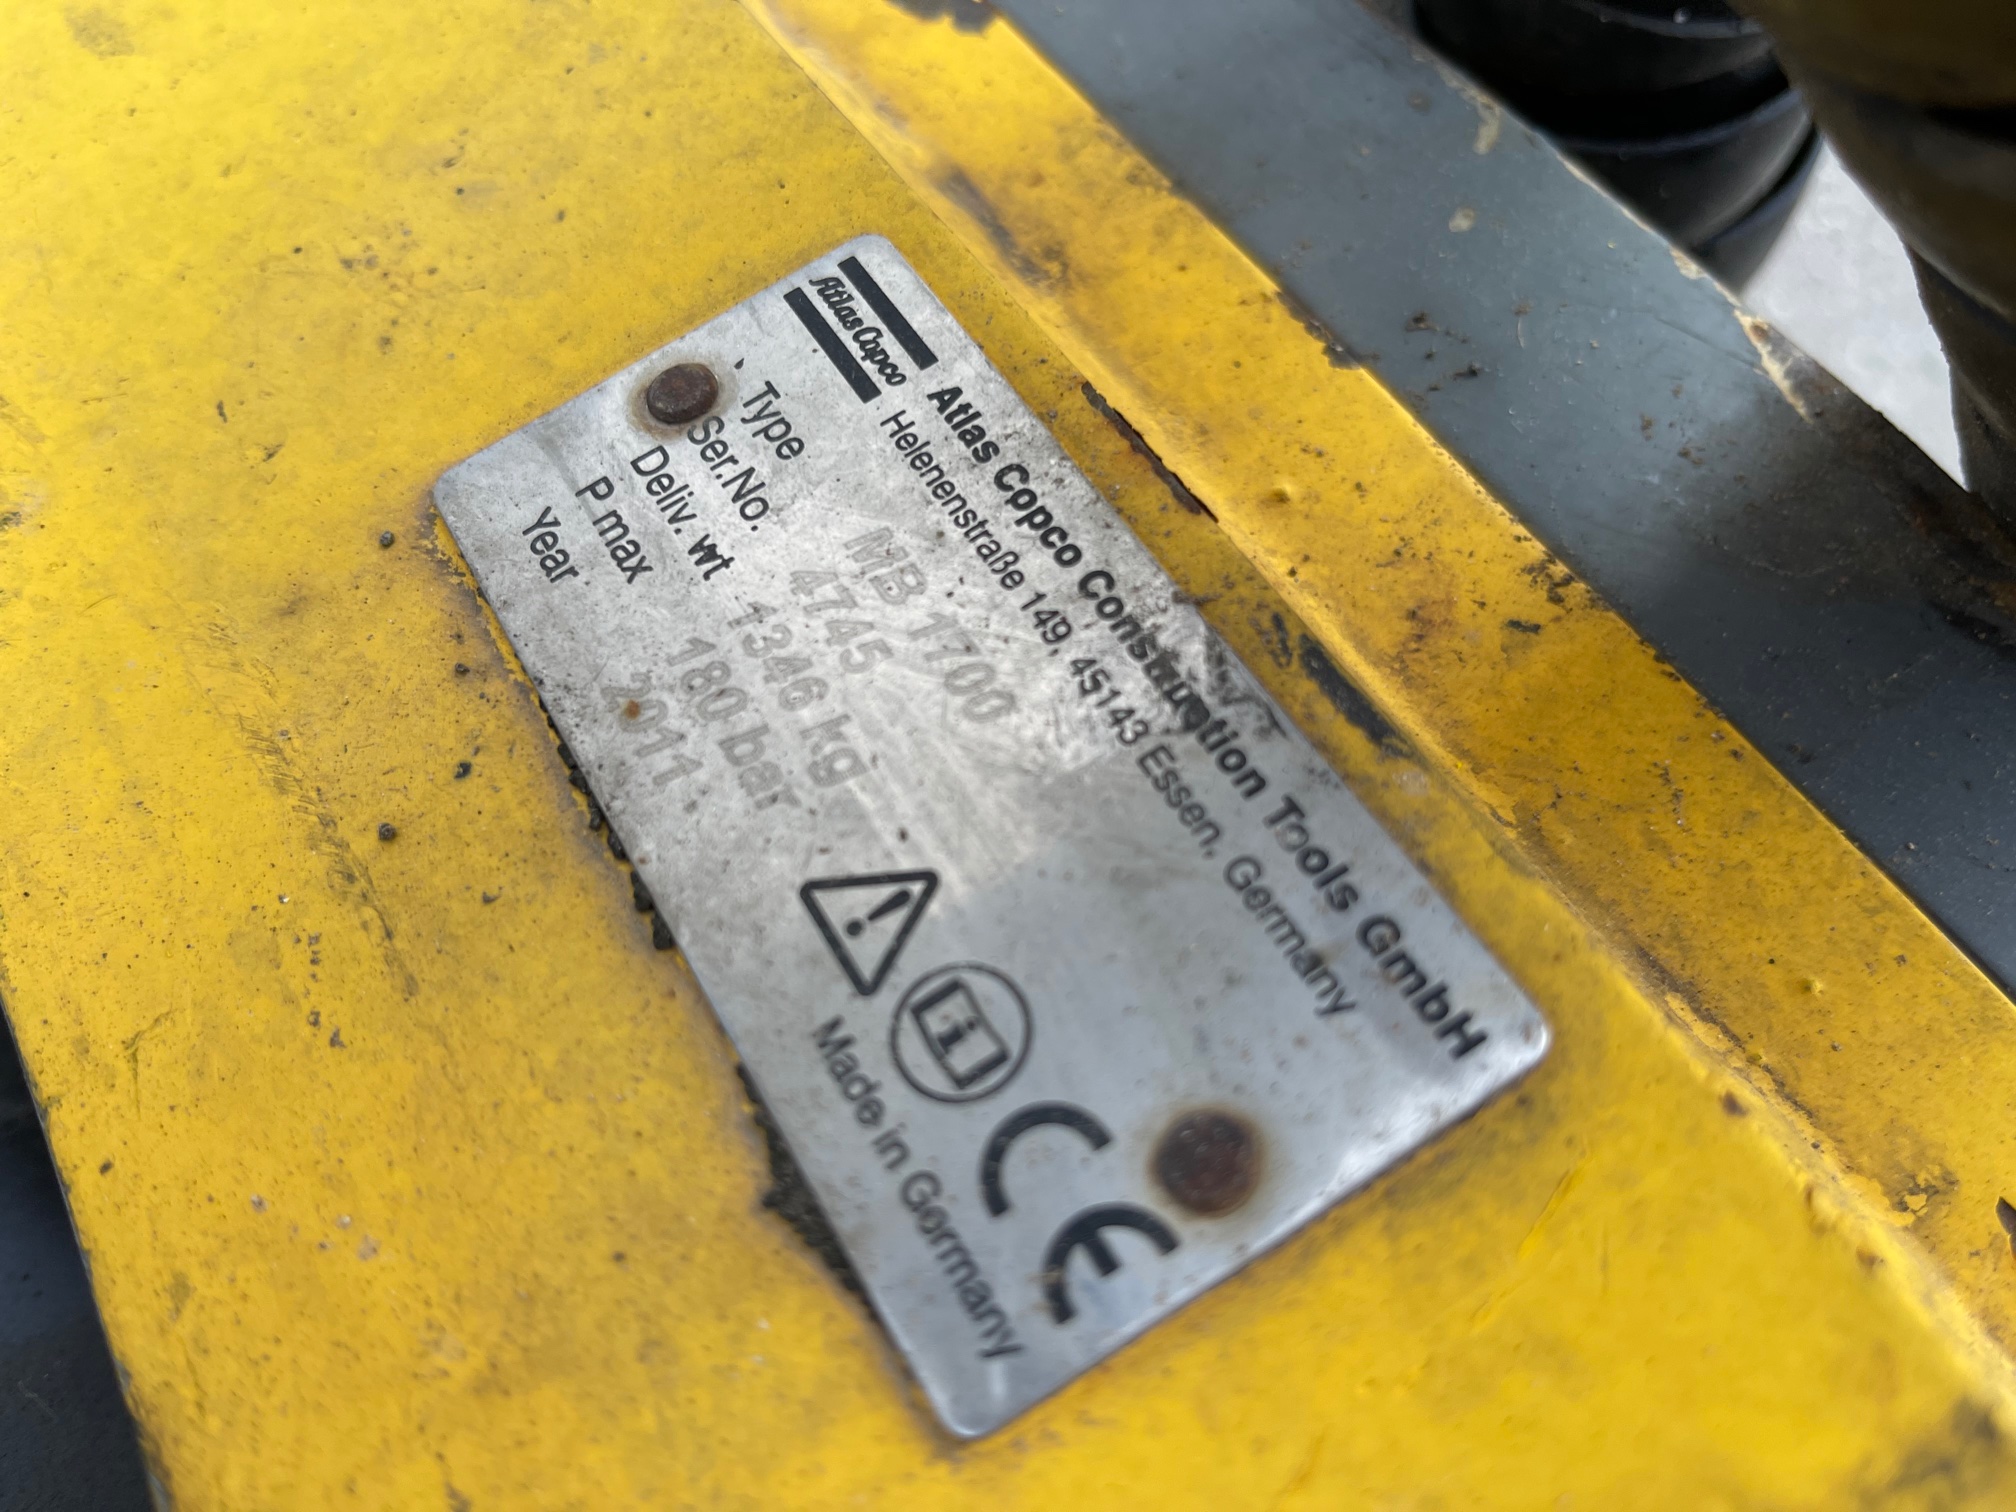 Atlas Copco
Atlas Copco Construction Tools GmbH
Helenenstraße 149, 45143 Essen, Germany
Type MB 1700
Ser.No. 4745
Deliv. wt 1346 kg
P max 180 bar
Year 2011
i
CE
Made in Germany